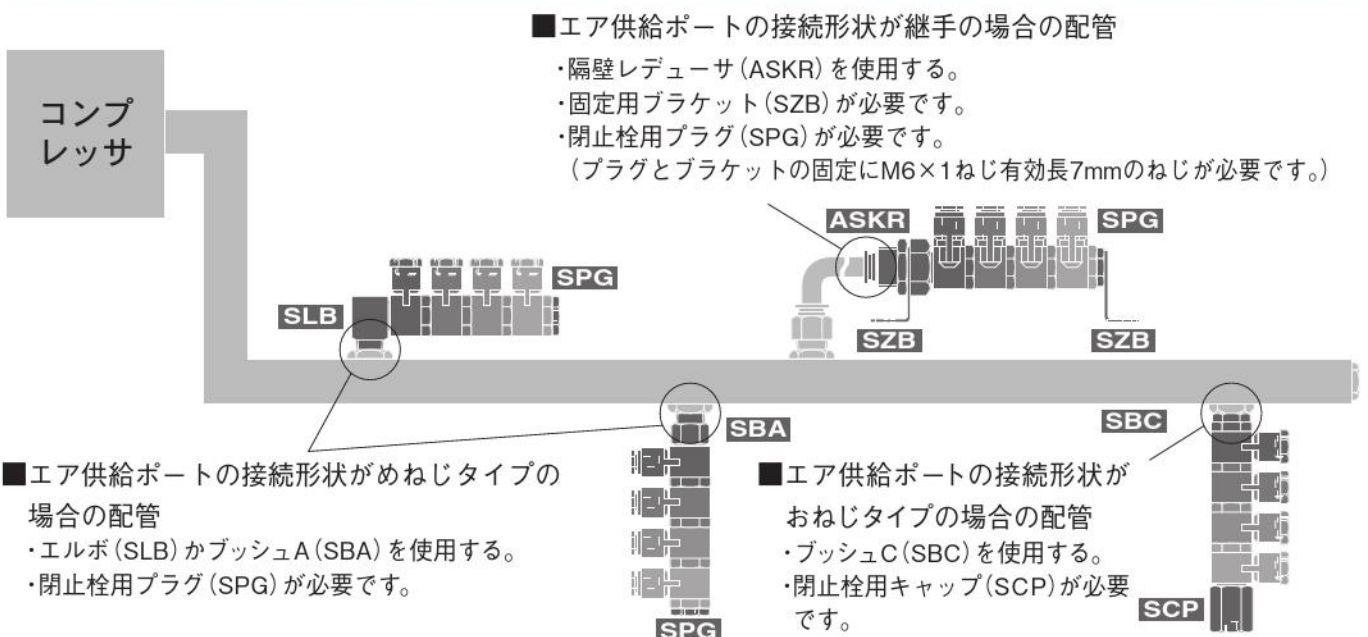 ■エア供給ポートの接続形状が継手の場合の配管
・隔壁レデューサ(ASKR)を使用する。
・固定用ブラケット(SZB)が必要です。
・閉止栓用プラグ(SPG)が必要です。
(プラグとブラケットの固定にM6×1ねじ有効長7mmのねじが必要です。)
コンプ
レッサ
ASKR
SPG
SPG
SLB
SZB
SZB
SBA
SBC
■エア供給ポートの接続形状がめねじタイプの
場合の配管
・エルボ(SLB)かブッシュA(SBA)を使用する。
・閉止栓用プラグ(SPG)が必要です。
SPG
■エア供給ポートの接続形状が
おねじタイプの場合の配管
・ブッシュC(SBC)を使用する。
・閉止栓用キャップ(SCP)が必要
です。
SCP